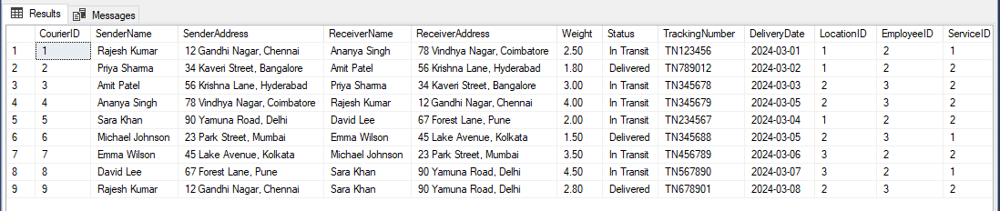 Results Messages
CourierID SenderName SenderAddress ReceiverName ReceiverAddress Weight Status TrackingNumber DeliveryDate LocationID EmployeeID ServiceID
1 1 Rajesh Kumar 12 Gandhi Nagar, Chennai Ananya Singh 78 Vindhya Nagar, Coimbatore 2.50 In Transit TN123456 2024-03-01 1 2 1
2 2 Priya Sharma 34 Kaveri Street, Bangalore Amit Patel 56 Krishna Lane, Hyderabad 1.80 Delivered TN789012 2024-03-02 1 2 2
3 3 Amit Patel 56 Krishna Lane, Hyderabad Priya Sharma 34 Kaveri Street, Bangalore 3.00 In Transit TN345678 2024-03-03 2 3 2
4 4 Ananya Singh 78 Vindhya Nagar, Coimbatore Rajesh Kumar 12 Gandhi Nagar, Chennai 4.00 In Transit TN345679 2024-03-05 2 3 2
5 5 Sara Khan 90 Yamuna Road, Delhi David Lee 67 Forest Lane, Pune 2.00 In Transit TN234567 2024-03-04 1 2 2
6 6 Michael Johnson 23 Park Street, Mumbai Emma Wilson 45 Lake Avenue, Kolkata 1.50 Delivered TN345688 2024-03-05 2 3 1
7 7 Emma Wilson 45 Lake Avenue, Kolkata Michael Johnson 23 Park Street, Mumbai 3.50 In Transit TN456789 2024-03-06 3 2 2
8 8 David Lee 67 Forest Lane, Pune Sara Khan 90 Yamuna Road, Delhi 4.50 In Transit TN567890 2024-03-07 3 2 1
9 9 Rajesh Kumar 12 Gandhi Nagar, Chennai Sara Khan 90 Yamuna Road, Delhi 2.80 Delivered TN678901 2024-03-08 2 3 2